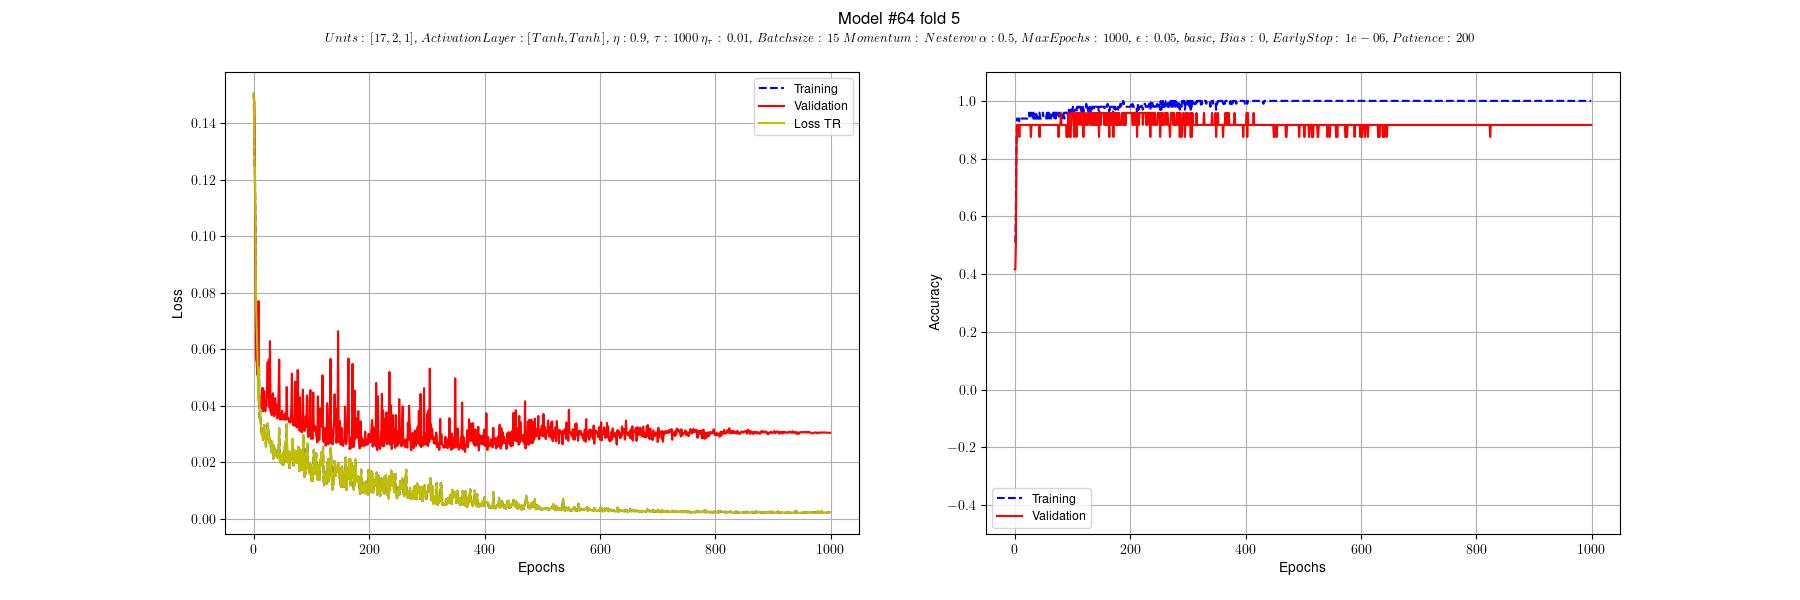 Model #64 fold 5
Units : [17, 2, 1], ActivationLayer : [Tanh, Tanh], η : 0.9, τ : 1000 ητ : 0.01, Batchsize : 15 Momentum : Nesterov α : 0.5, MaxEpochs : 1000, ϵ : 0.05, basic, Bias : 0, EarlyStop : 1e − 06, Patience : 200
Training
Validation
Loss TR
0.14
0.12
0.10
0.08
0.06
0.04
0.02
0.00
Loss
0 200 400 600 800 1000
Epochs
1.0
0.8
0.6
0.4
0.2
0.0
−0.2
−0.4
Accuracy
Training
Validation
0 200 400 600 800 1000
Epochs